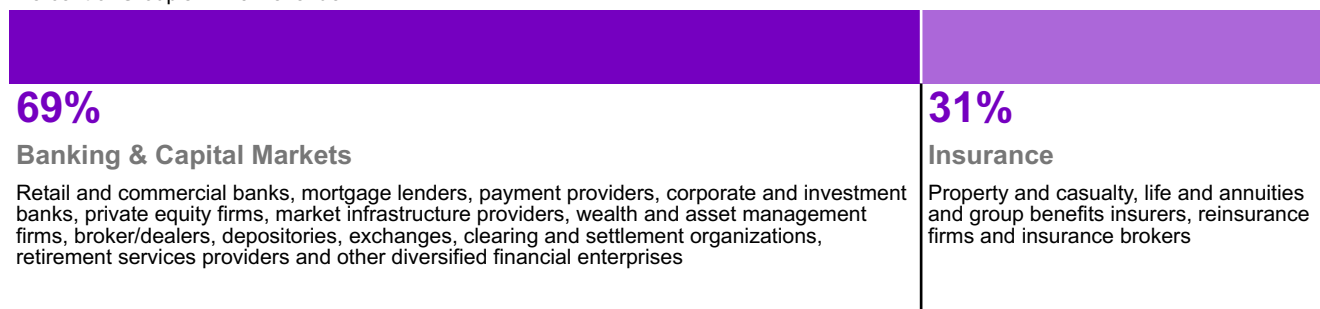 69%
Banking & Capital Markets
Retail and commercial banks, mortgage lenders, payment providers, corporate and investment
banks, private equity firms, market infrastructure providers, wealth and asset management
firms, broker/dealers, depositories, exchanges, clearing and settlement organizations,
retirement services providers and other diversified financial enterprises
31%
Insurance
Property and casualty, life and annuities
and group benefits insurers, reinsurance
firms and insurance brokers